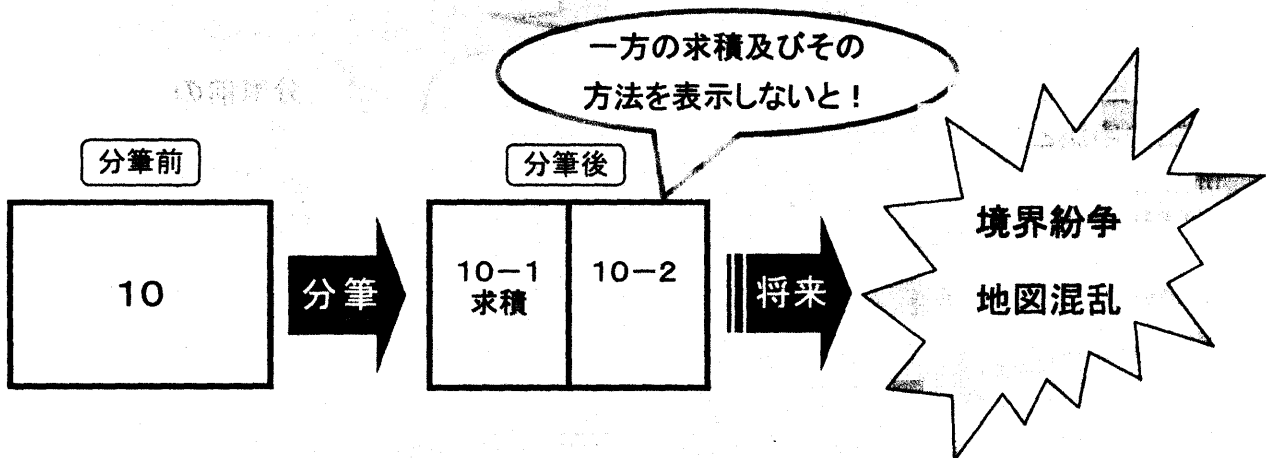 一方の求積及びその
方法を表示しないと！
分筆前
分筆後
10
分筆
10－1
求積
10－2
将来
境界紛争
地図混乱